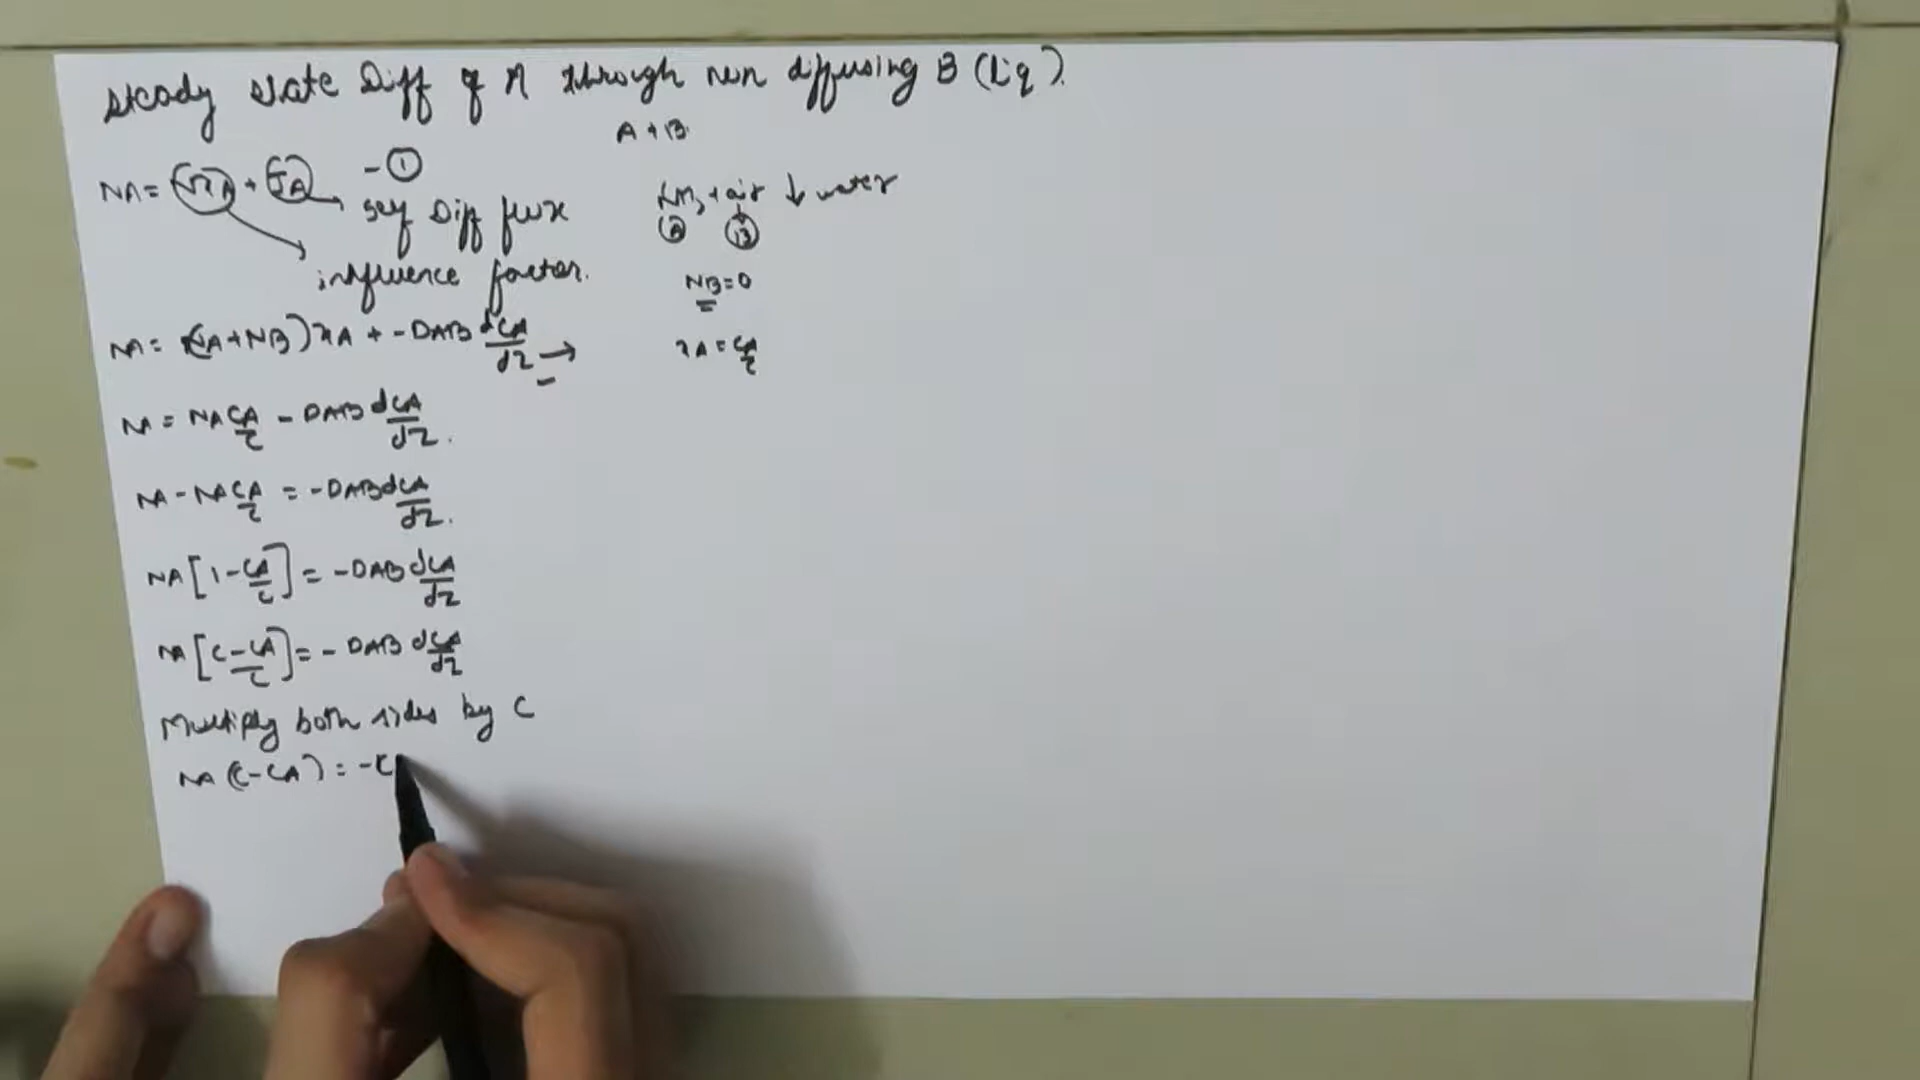 steady state Diff of A through non diffusing B (Liq).
A + B
NA = NxA + JA - ①
self Diff flux
influence factor.
NH3 + air ↓ water
A B
NB = 0
xA = CA/C
NA = (NA+NB)xA + -DAB dCA/dz →
NA = NA CA/C - DAB dCA/dz.
NA - NA CA/C = -DAB dCA/dz.
NA [1 - CA/C] = -DAB dCA/dz
NA [C - CA/C] = - DAB dCA/dz
Multiply both sides by C
NA (C - CA) = - C